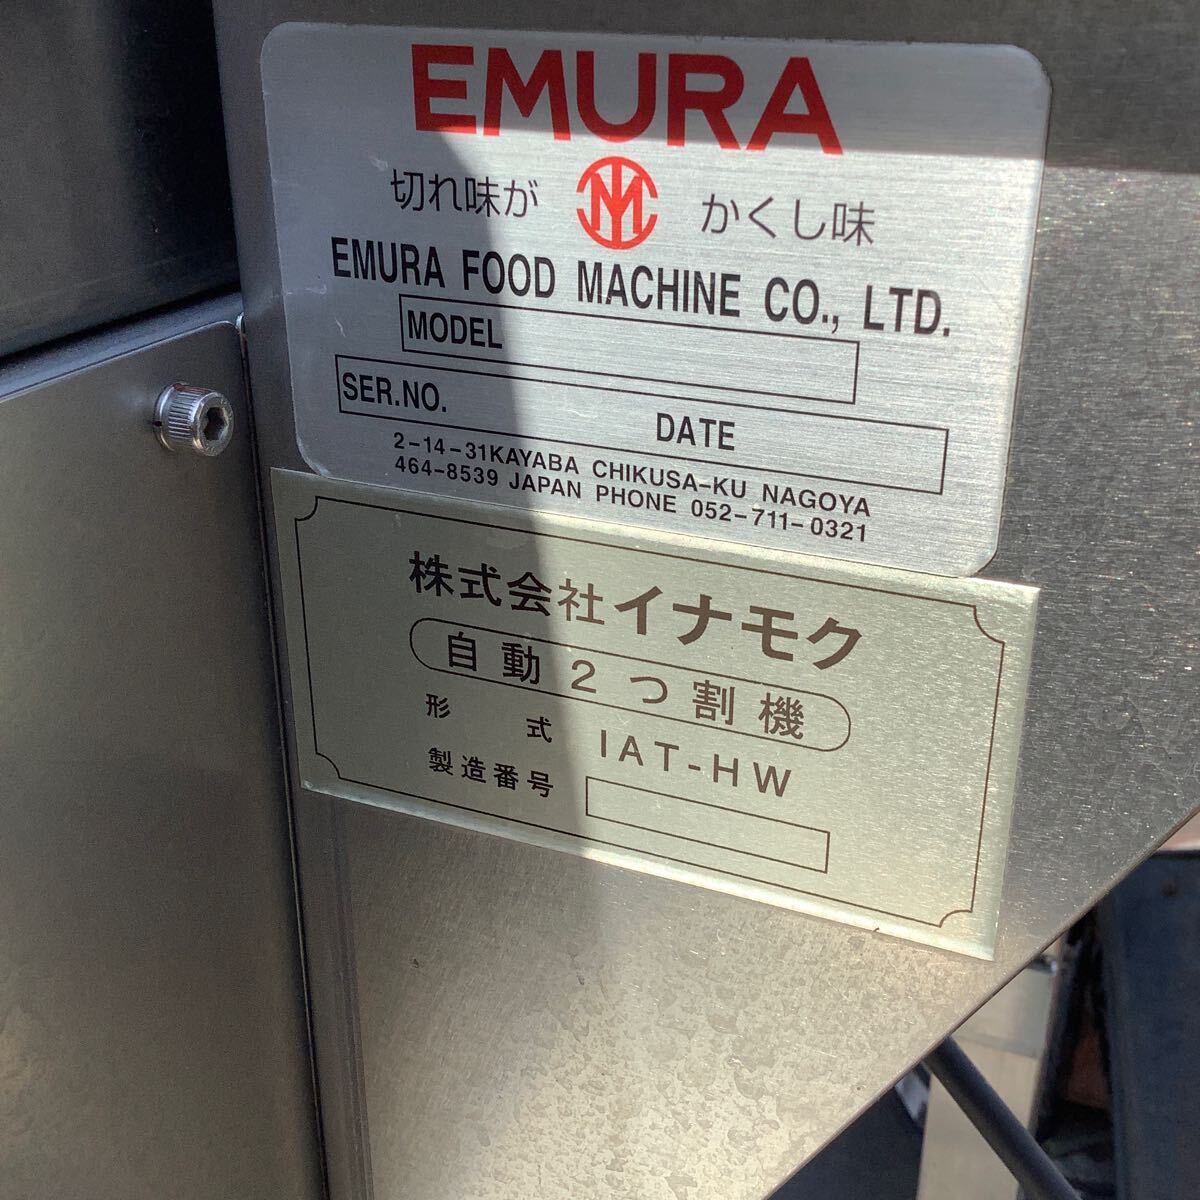 EMURA
切れ味が かくし味
EMURA FOOD MACHINE CO., LTD.
MODEL
SER.NO. DATE
2-14-31KAYABA CHIKUSA-KU NAGOYA
464-8539 JAPAN PHONE 052-711-0321
株式会社イナモク
自動2つ割機
形式 IAT-HW
製造番号